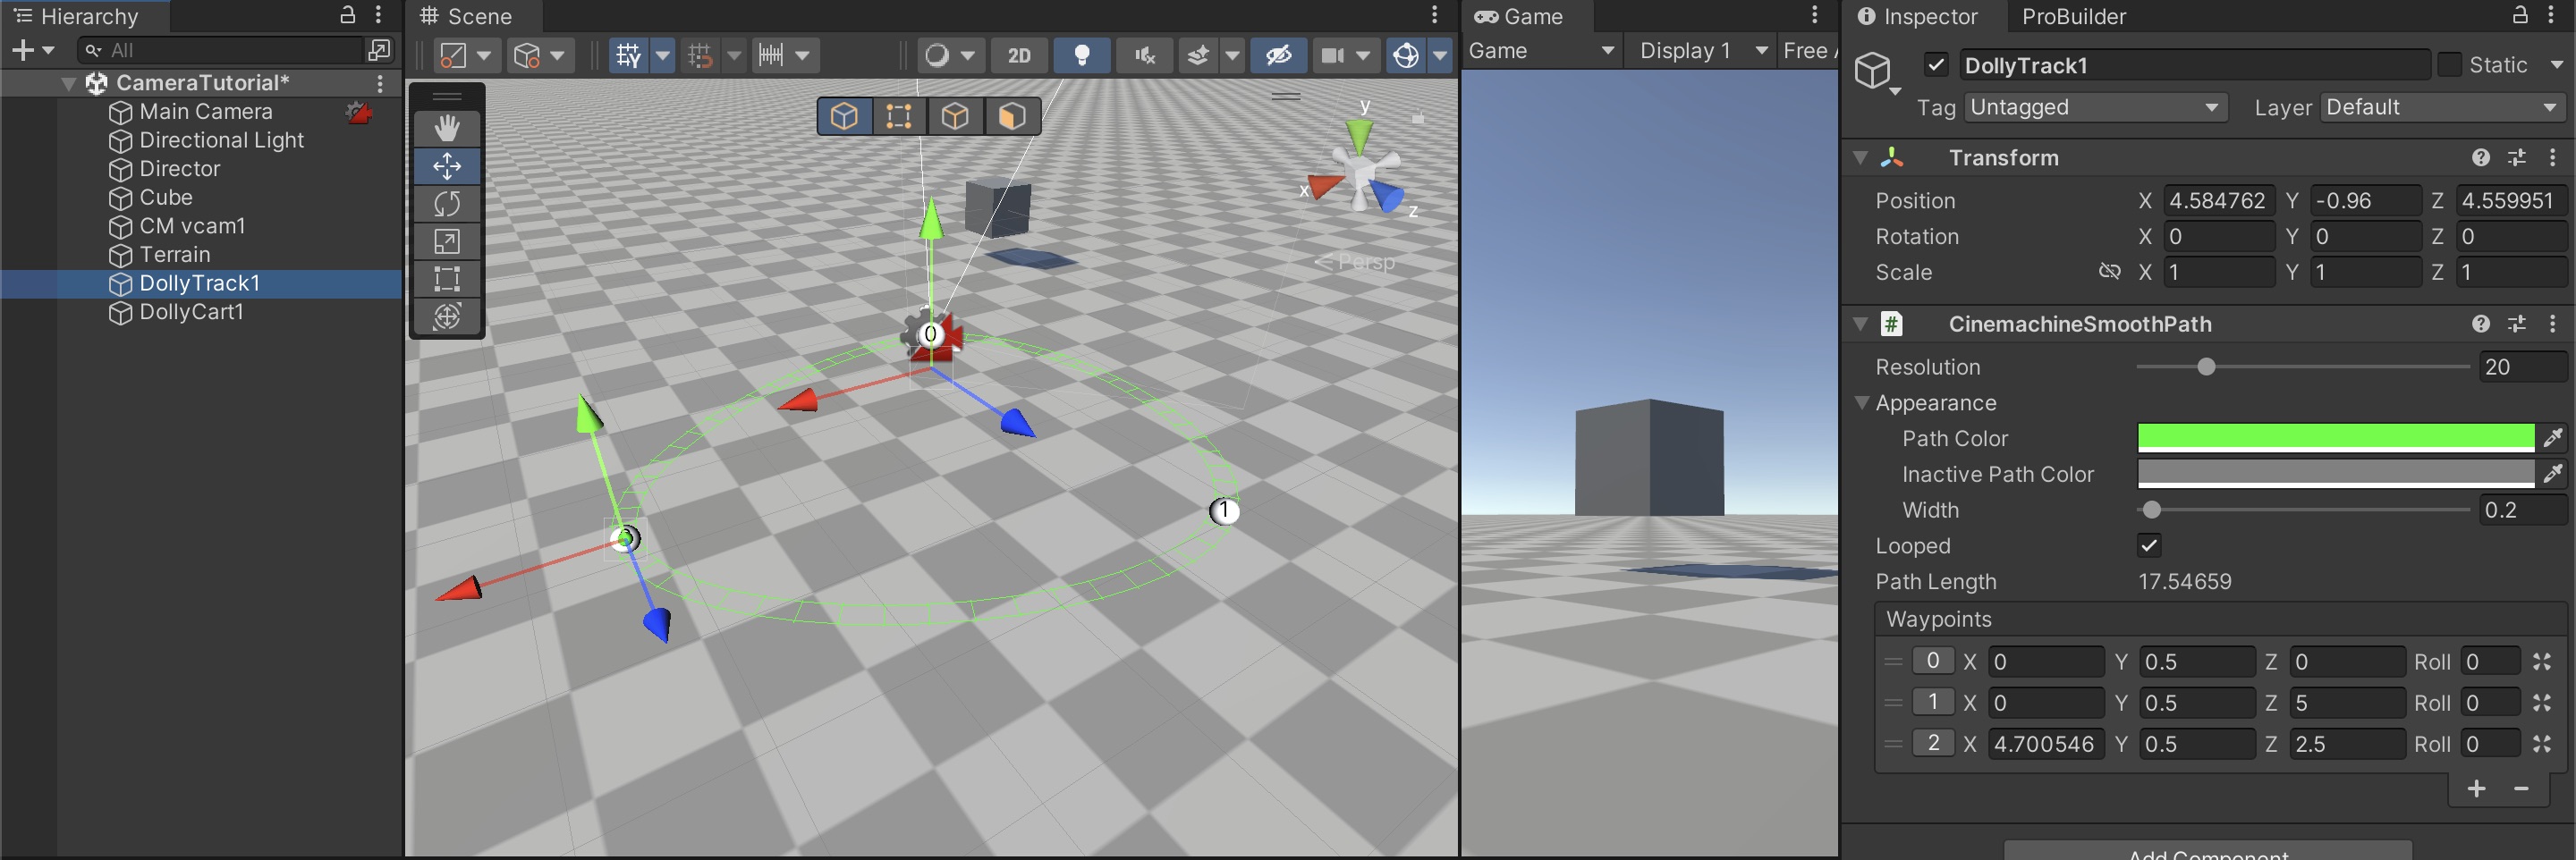 Hierarchy
All
CameraTutorial*
Main Camera
Directional Light
Director
Cube
CM vcam1
Terrain
DollyTrack1
DollyCart1
Scene
2D
y
x
z
Persp
0
1
Game
Game Display 1 Free
Inspector ProBuilder
DollyTrack1 Static
Tag Untagged Layer Default
Transform
Position X 4.584762 Y -0.96 Z 4.559951
Rotation X 0 Y 0 Z 0
Scale X 1 Y 1 Z 1
# CinemachineSmoothPath
Resolution 20
Appearance
Path Color
Inactive Path Color
Width 0.2
Looped
Path Length 17.54659
Waypoints
0 X 0 Y 0.5 Z 0 Roll 0
1 X 0 Y 0.5 Z 5 Roll 0
2 X 4.700546 Y 0.5 Z 2.5 Roll 0
Add Component